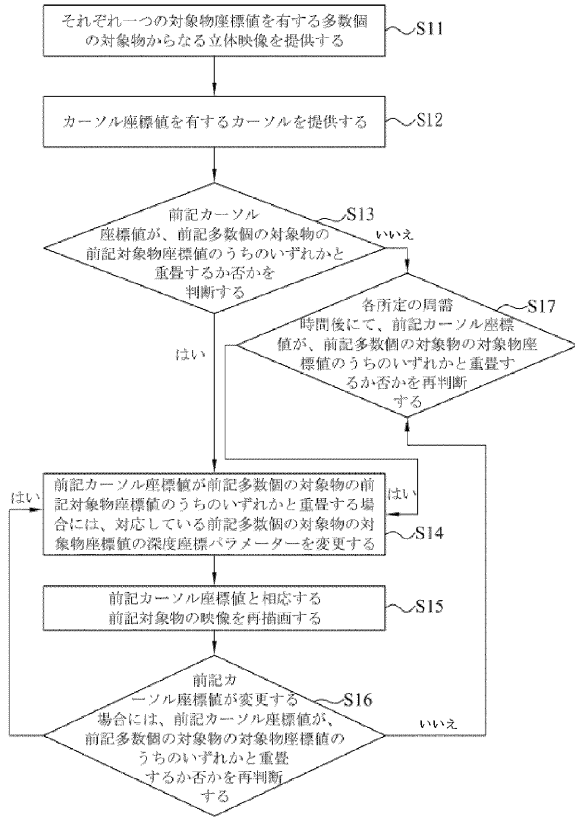 それぞれ一つの対象物座標値を有する多数個
の対象物からなる立体映像を提供する
S11
カーソル座標値を有するカーソルを提供する
S12
前記カーソル
座標値が、前記多数個の対象物の
前記対象物座標値のうちのいずれかと
重畳するか否かを
判断する
S13
いいえ
はい
各所定の周需
時間後にて、前記カーソル座標
値が、前記多数個の対象物の対象物座
標値のうちのいずれかと重畳す
るか否かを再判断
する
S17
はい
はい
前記カーソル座標値が前記多数個の対象物の前
記対象物座標値のうちのいずれかと重畳する場
合には、対応している前記多数個の対象物の対
象物座標値の深度座標パラメーターを変更する
S14
前記カーソル座標値と相応する
前記対象物の映像を再描画する
S15
前記カ
ーソル座標値が変更する
場合には、前記カーソル座標値が、
前記多数個の対象物の対象物座標値の
うちのいずれかと重畳
するか否かを再判断
する
S16
いいえ